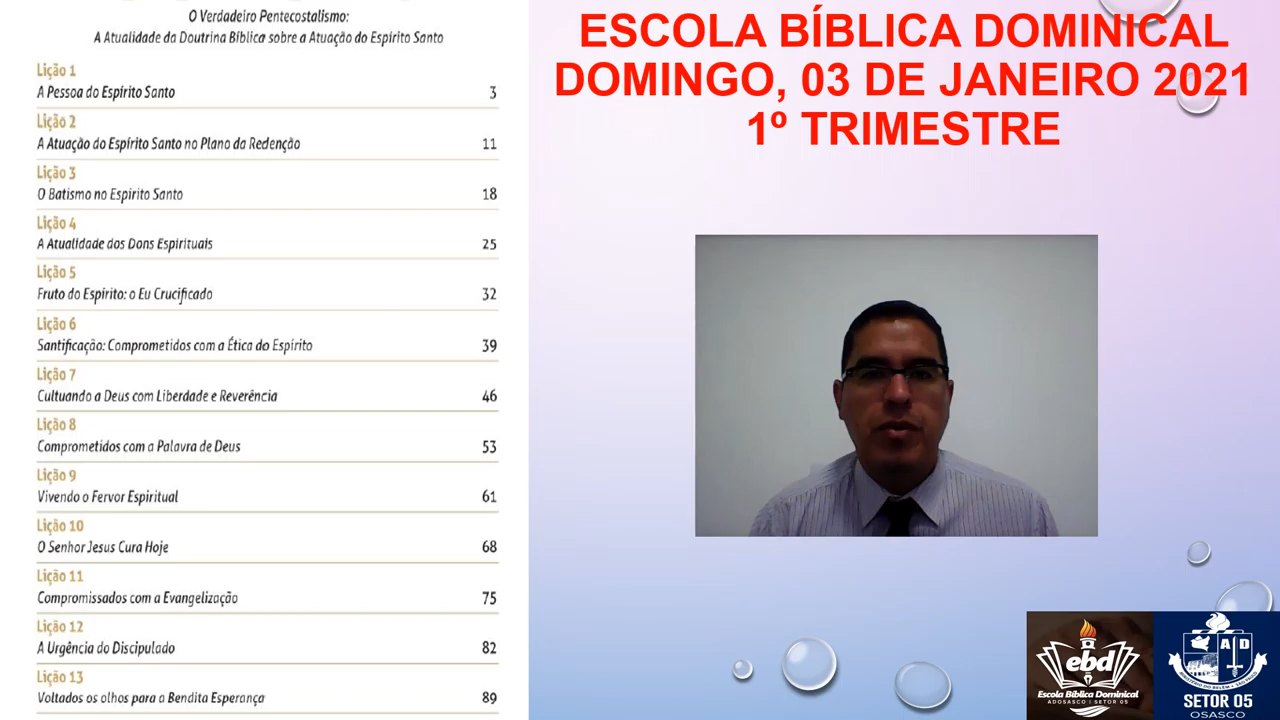 O Verdadeiro Pentecostalismo:
A Atualidade da Doutrina Bíblica sobre a Atuação do Espírito Santo
Lição 1
A Pessoa do Espírito Santo 3
Lição 2
A Atuação do Espírito Santo no Plano da Redenção 11
Lição 3
O Batismo no Espírito Santo 18
Lição 4
A Atualidade dos Dons Espirituais 25
Lição 5
Fruto do Espírito: o Eu Crucificado 32
Lição 6
Santificação: Comprometidos com a Ética do Espírito 39
Lição 7
Cultuando a Deus com Liberdade e Reverência 46
Lição 8
Comprometidos com a Palavra de Deus 53
Lição 9
Vivendo o Fervor Espiritual 61
Lição 10
O Senhor Jesus Cura Hoje 68
Lição 11
Compromissados com a Evangelização 75
Lição 12
A Urgência do Discipulado 82
Lição 13
Voltados os olhos para a Bendita Esperança 89
ESCOLA BÍBLICA DOMINICAL
DOMINGO, 03 DE JANEIRO 2021
1º TRIMESTRE
ebd
Escola Bíblica Dominical
ADOSASCO | SETOR 05
A D
SETOR 05
OSASCO